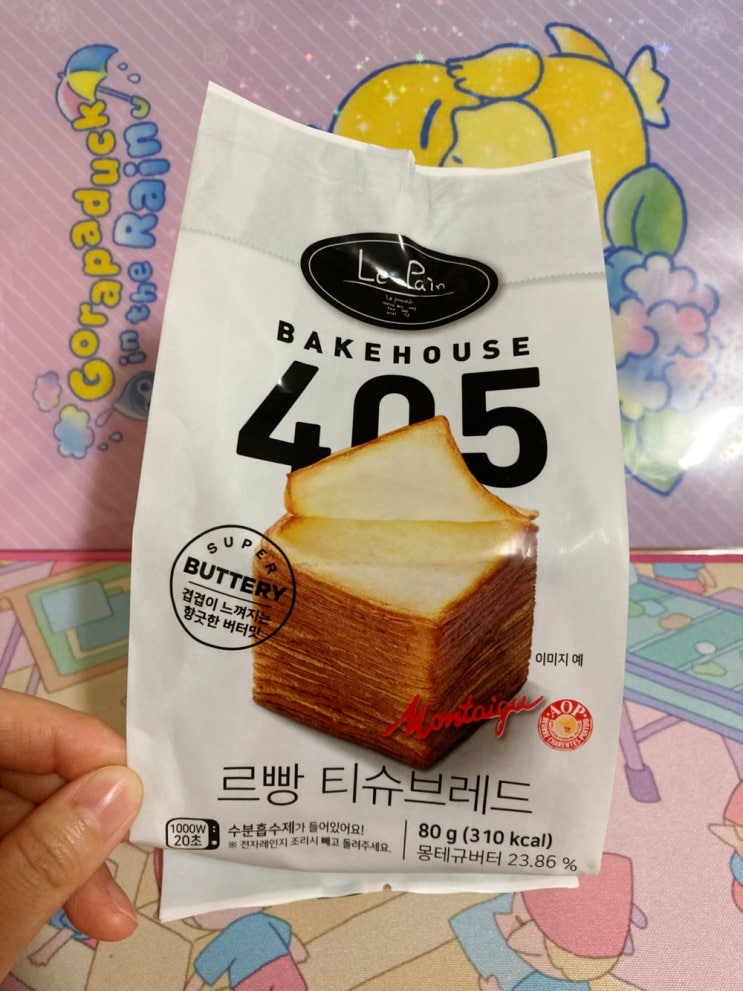 Gorapaduck
in the Rain
Le Pain
BAKEHOUSE
405
SUPER
BUTTERY
겹겹이 느껴지는
향긋한 버터맛
이미지 예
Montaigu
AOP
르빵 티슈브레드
1000W
20초
수분흡수제가 들어있어요!
※ 전자레인지 조리시 빼고 돌려주세요.
80 g (310 kcal)
몽테규버터 23.86 %